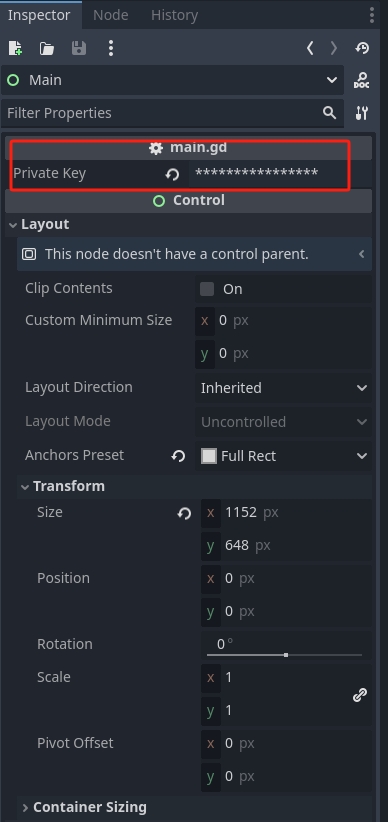 Inspector Node History
Main
DOC
Filter Properties
main.gd
Private Key ****************
Control
Layout
This node doesn't have a control parent.
Clip Contents On
Custom Minimum Size x 0 px
y 0 px
Layout Direction Inherited
Layout Mode Uncontrolled
Anchors Preset Full Rect
Transform
Size x 1152 px
y 648 px
Position x 0 px
y 0 px
Rotation 0 °
Scale x 1
y 1
Pivot Offset x 0 px
y 0 px
Container Sizing